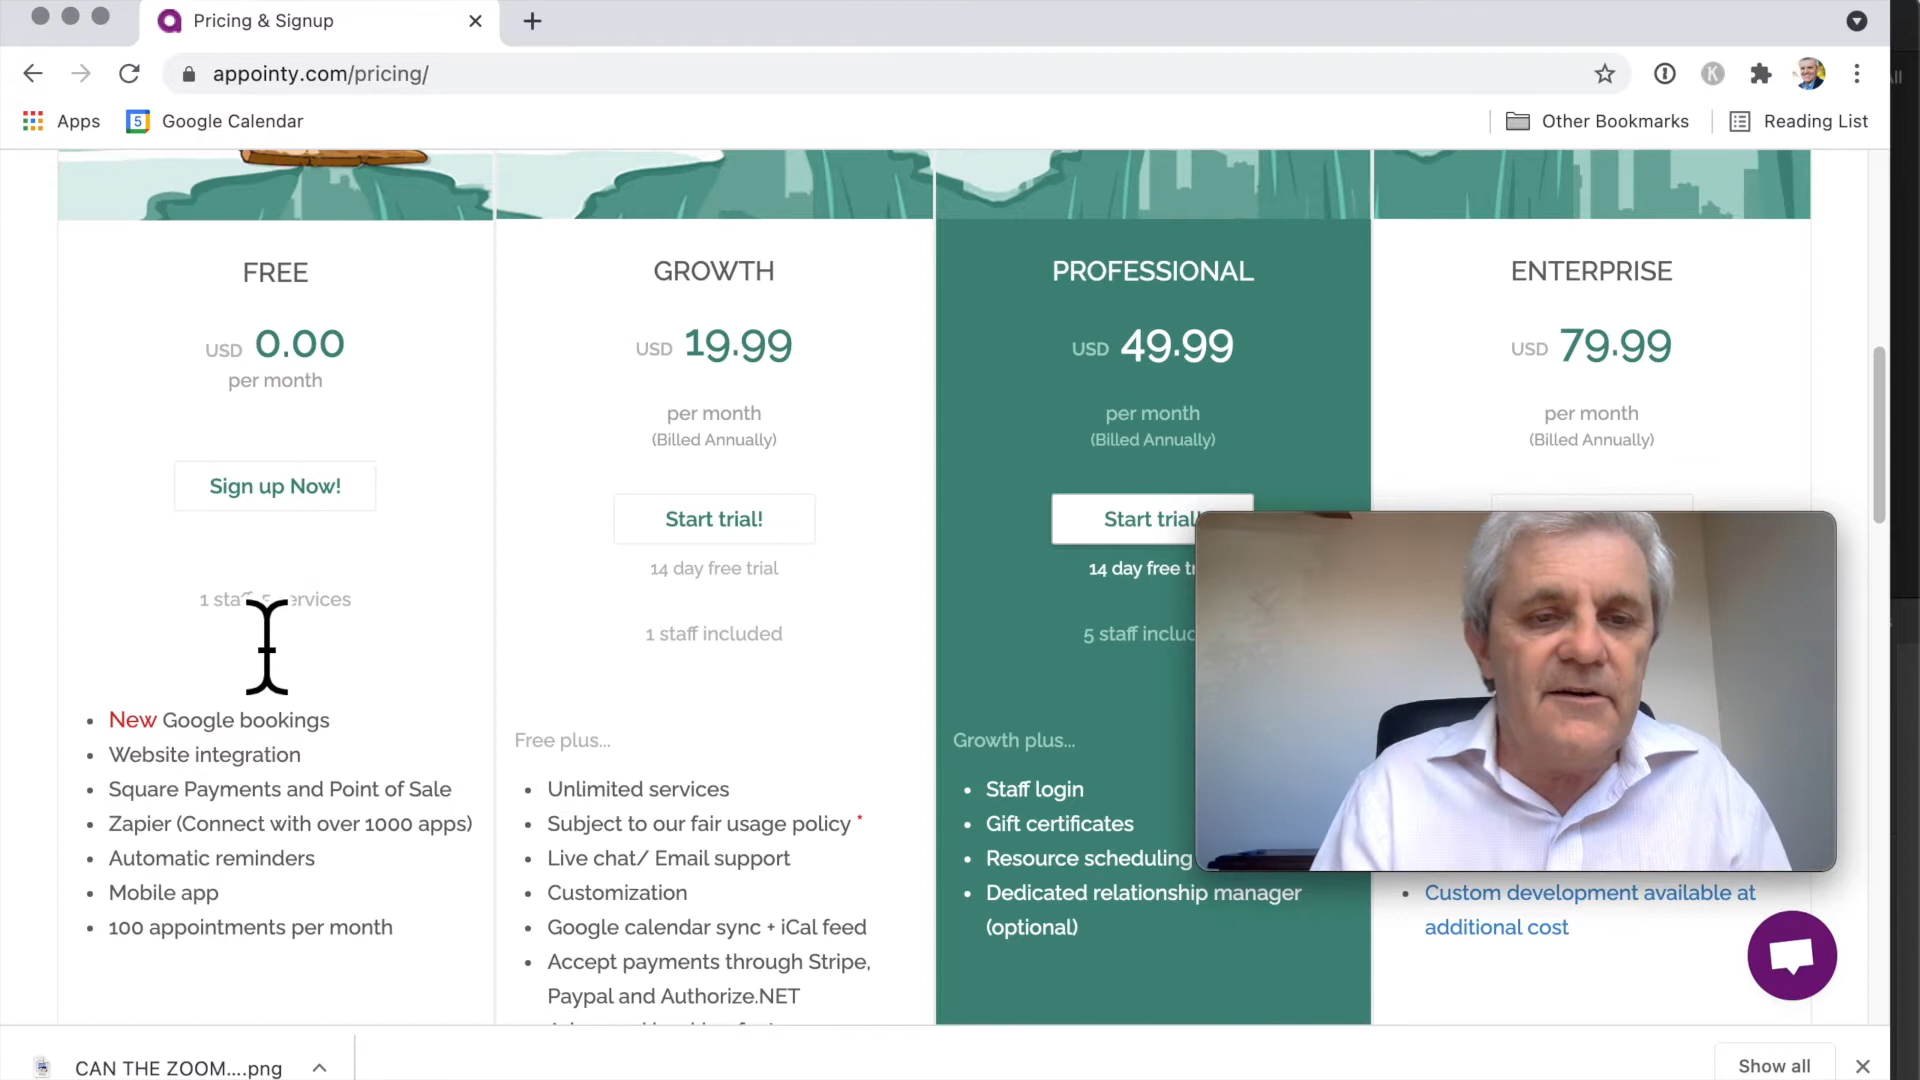 Pricing & Signup
appointy.com/pricing/
Apps
5
Google Calendar
Other Bookmarks
Reading List
K
FREE
USD 0.00
per month
Sign up Now!
1
New Google bookings
Website integration
Square Payments and Point of Sale
Zapier (Connect with over 1000 apps)
Automatic reminders
Mobile app
100 appointments per month
GROWTH
USD 19.99
per month
(Billed Annually)
Start trial!
14 day free trial
1 staff included
Free plus...
Unlimited services
Subject to our fair usage policy *
Live chat/ Email support
Customization
Google calendar sync + iCal feed
Accept payments through Stripe,
Paypal and Authorize.NET
PROFESSIONAL
USD 49.99
per month
(Billed Annually)
Start trial
14 day free
5 staff
Growth plus...
Staff login
Gift certificates
Resource scheduling
Dedicated relationship manager
(optional)
ENTERPRISE
USD 79.99
per month
(Billed Annually)
Custom development available at
additional cost
CAN THE ZOOM....png
Show all